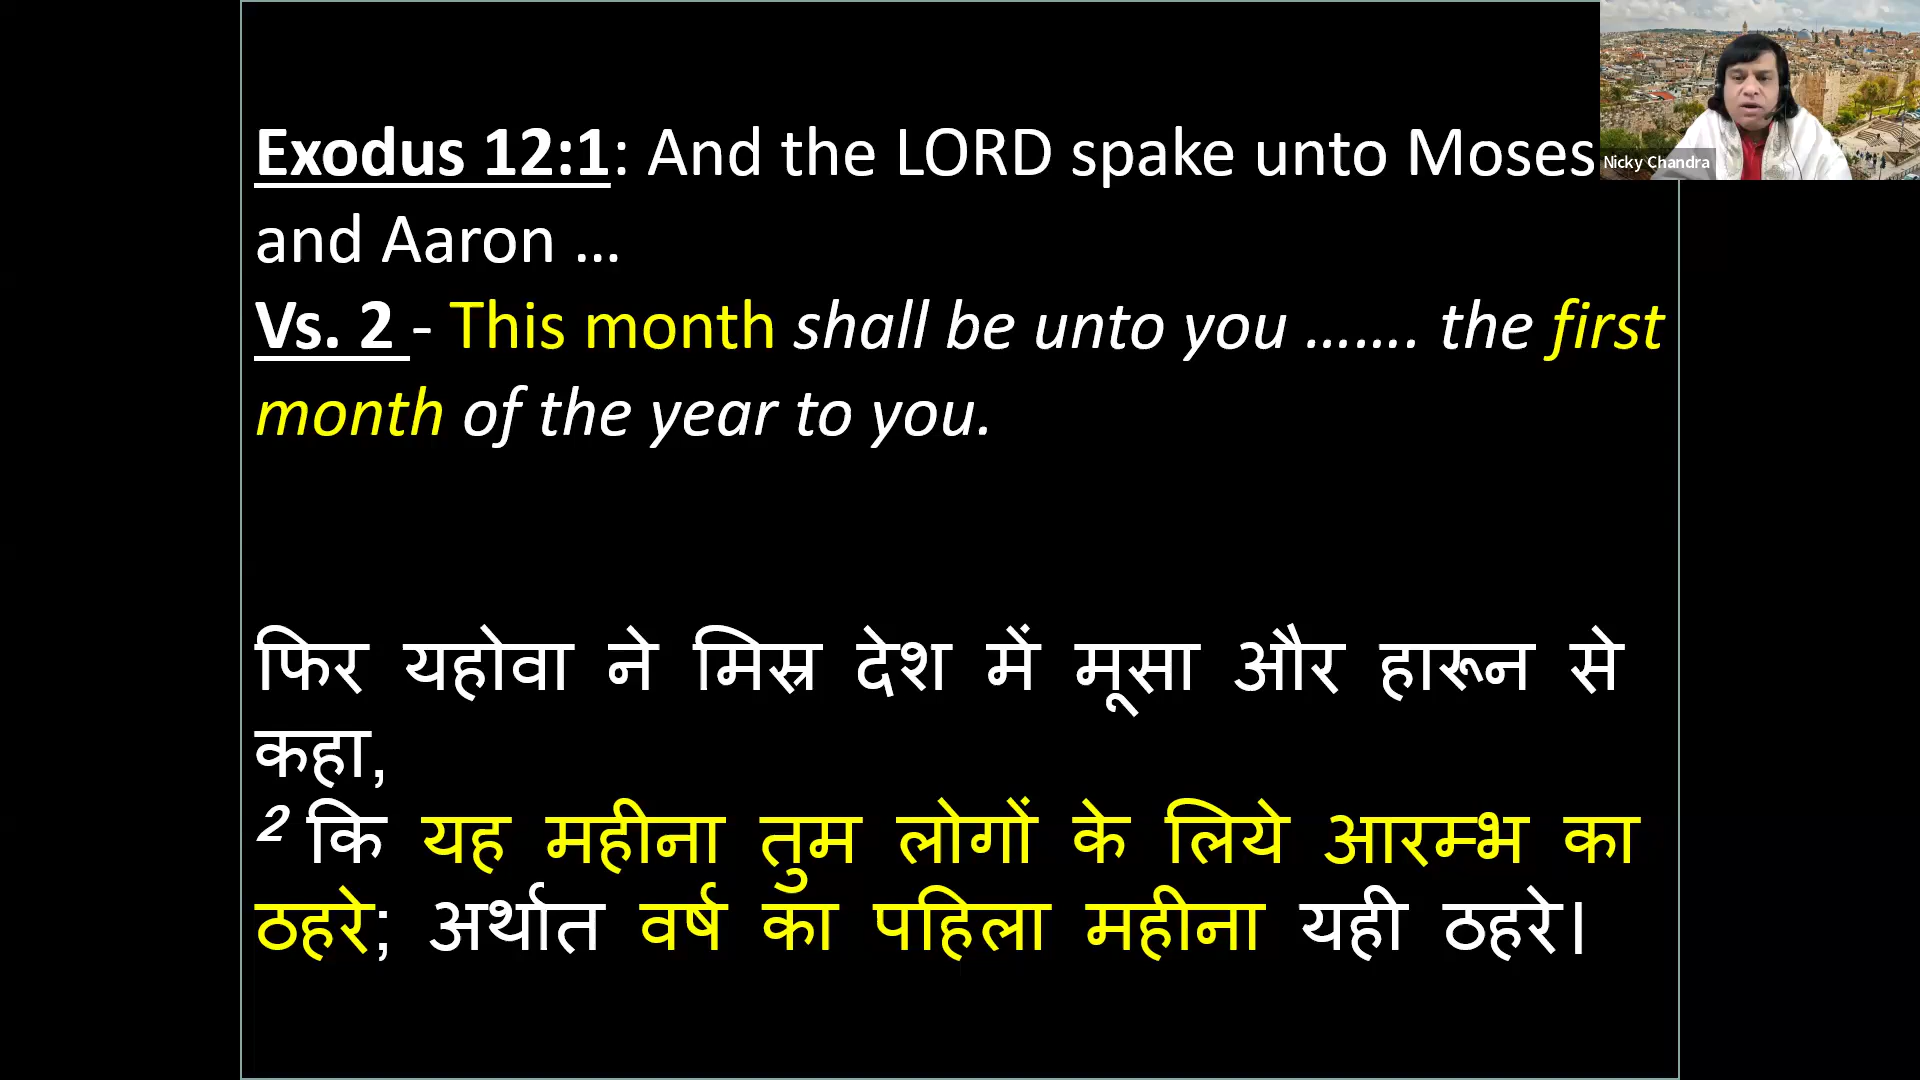 Exodus 12:1: And the LORD spake unto Moses
and Aaron ...
Vs. 2 - This month shall be unto you ....... the first
month of the year to you.
फिर यहोवा ने मिस्र देश में मूसा और हारून से
कहा,
2 कि यह महीना तुम लोगों के लिये आरम्भ का
ठहरे; अर्थात वर्ष का पहिला महीना यही ठहरे।
Nicky Chandra